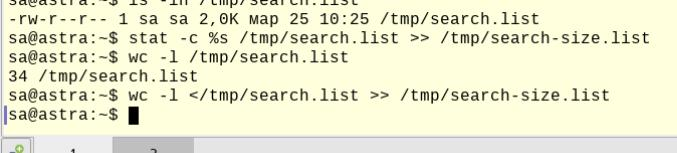 sa@astra:~$ ls -lh /tmp/search.list
-rw-r--r-- 1 sa sa 2,0K мар 25 10:25 /tmp/search.list
sa@astra:~$ stat -c %s /tmp/search.list >> /tmp/search-size.list
sa@astra:~$ wc -l /tmp/search.list
34 /tmp/search.list
sa@astra:~$ wc -l </tmp/search.list >> /tmp/search-size.list
sa@astra:~$